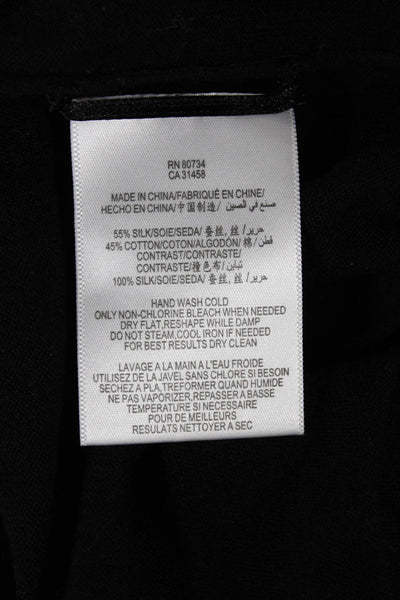 RN 80734
CA 31458
MADE IN CHINA/FABRIQUÉ EN CHINE/
HECHO EN CHINA/中国制造/ صنع في الصين
55% SILK/SOIE/SEDA/ 蚕丝, 丝 / حرير
45% COTTON/COTON/ALGODÓN/ 棉/ قطن
CONTRAST/CONTRASTE/
CONTRASTE/撞色布/ تباين
100% SILK/SOIE/SEDA/ 蚕丝, 丝 / حرير
HAND WASH COLD
ONLY NON-CHLORINE BLEACH WHEN NEEDED
DRY FLAT,RESHAPE WHILE DAMP
DO NOT STEAM,COOL IRON IF NEEDED
FOR BEST RESULTS DRY CLEAN
LAVAGE A LA MAIN A L'EAU FROIDE
UTILISEZ DE LA JAVEL SANS CHLORE SI BESOIN
SECHEZ A PLA,TREFORMER QUAND HUMIDE
NE PAS VAPORIZER,REPASSER A BASSE
TEMPERATURE SI NECESSAIRE
POUR DE MEILLEURS
RESULATS NETTOYER A SEC